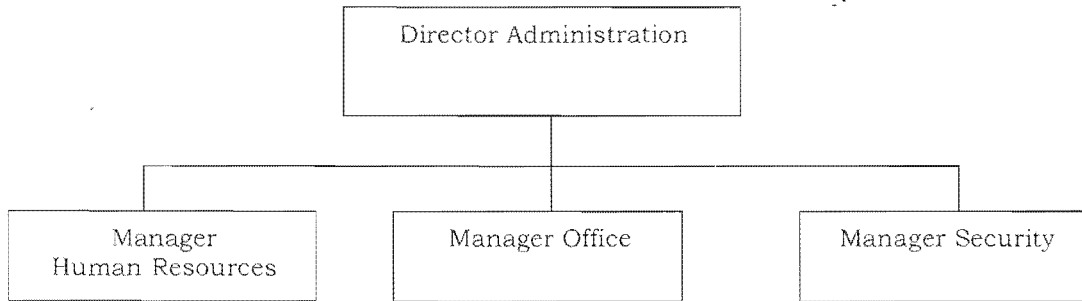 Director Administration
Manager
Human Resources
Manager Office
Manager Security